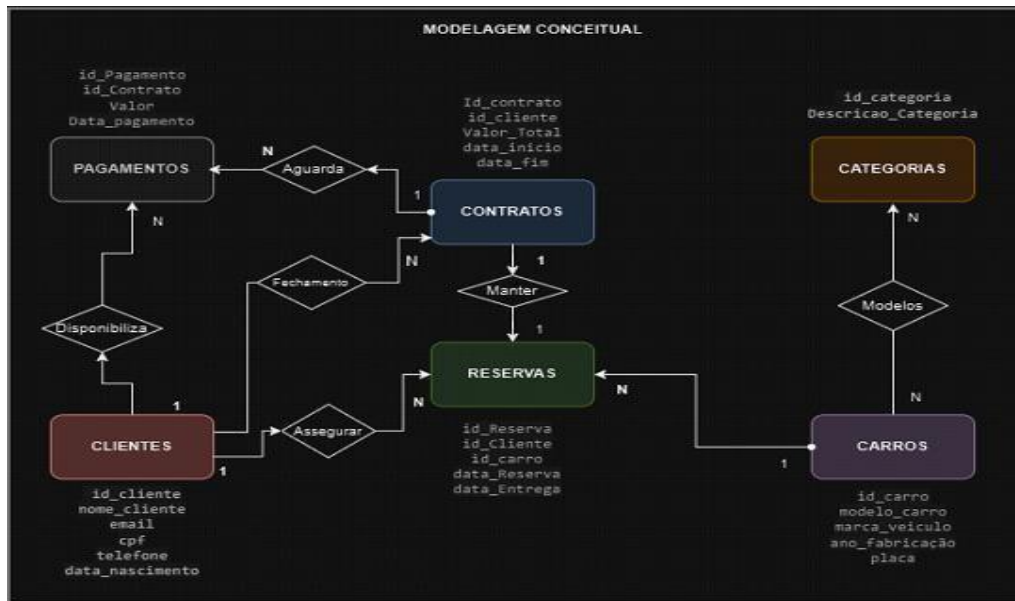 MODELAGEM CONCEITUAL
id_Pagamento
id_Contrato
Valor
Data_pagamento
PAGAMENTOS
N
Aguarda
1
Id_contrato
id_cliente
Valor_Total
data_inicio
data_fim
CONTRATOS
id_categoria
Descricao_Categoria
CATEGORIAS
N
N
Fechamento
N
1
Manter
1
Modelos
Disponibiliza
RESERVAS
N
N
N
1
CLIENTES
1
Assegurar
id_Reserva
id_Cliente
id_carro
data_Reserva
data_Entrega
1
CARROS
id_cliente
nome_cliente
email
cpf
telefone
data_nascimento
id_carro
modelo_carro
marca_veiculo
ano_fabricação
placa